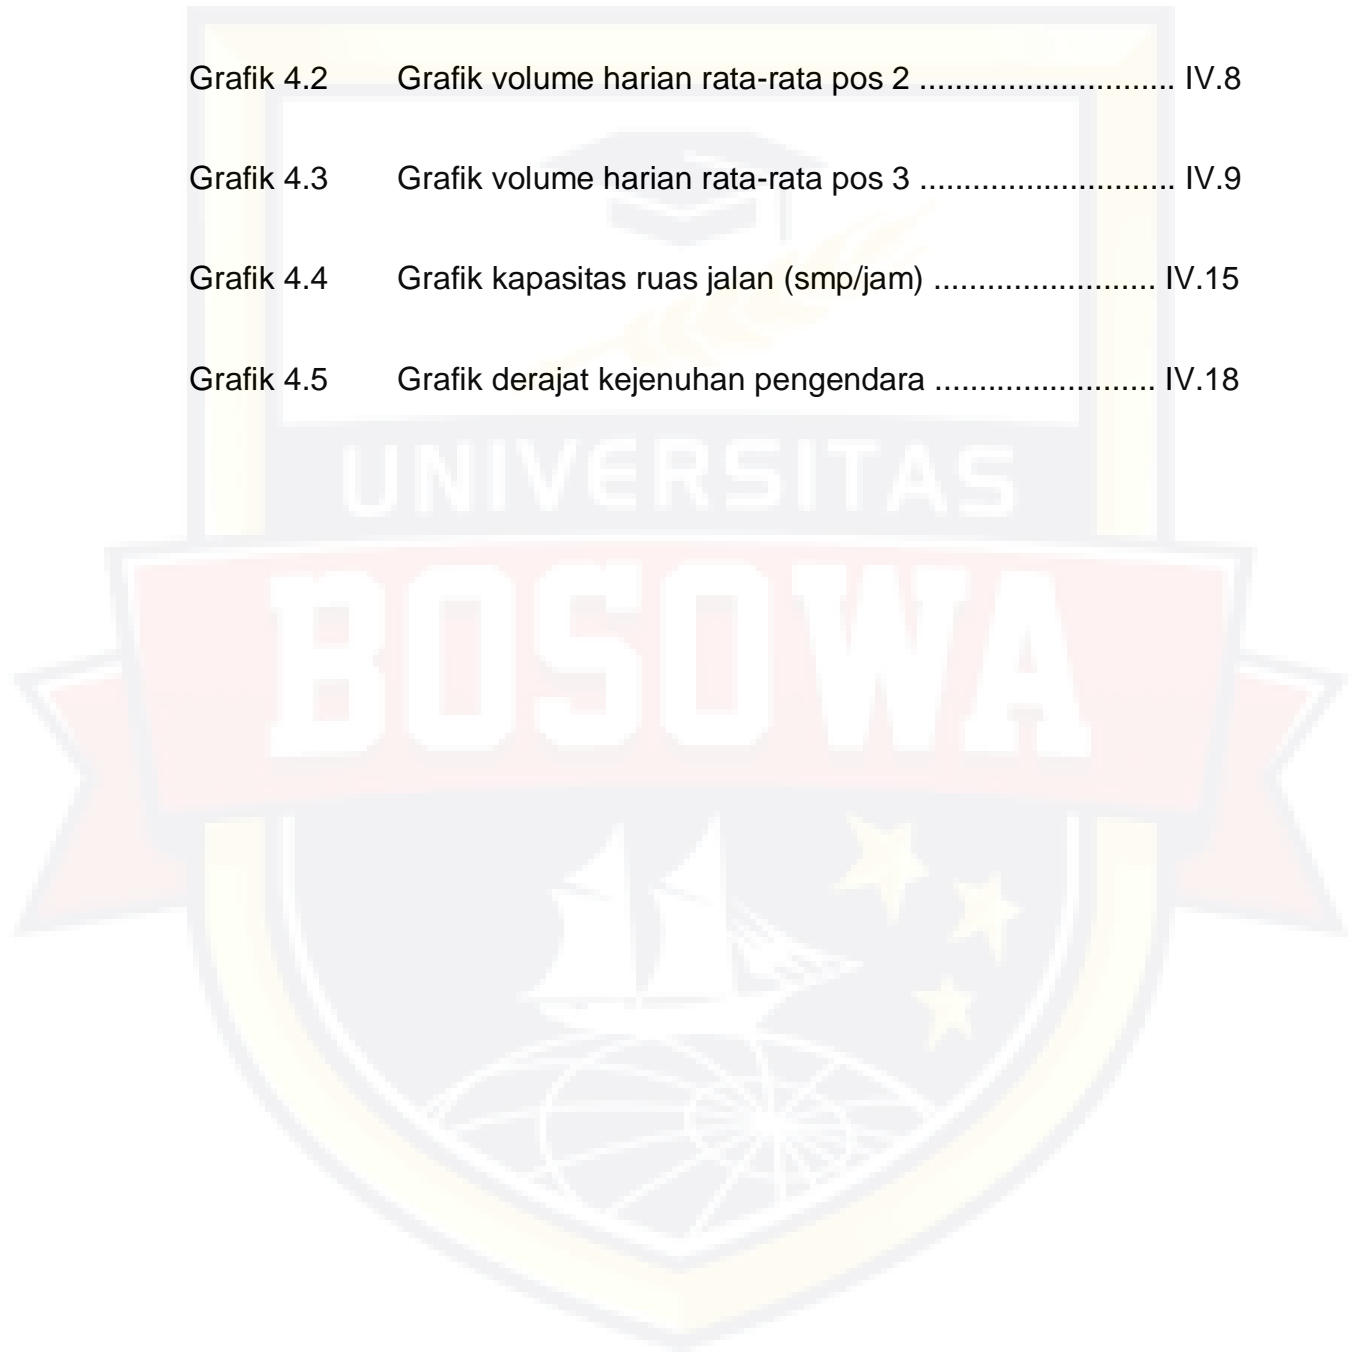 Grafik 4.2 Grafik volume harian rata-rata pos 2 ............................. IV.8
Grafik 4.3 Grafik volume harian rata-rata pos 3 ............................. IV.9
Grafik 4.4 Grafik kapasitas ruas jalan (smp/jam) ......................... IV.15
Grafik 4.5 Grafik derajat kejenuhan pengendara ......................... IV.18
UNIVERSITAS
BOSOWA